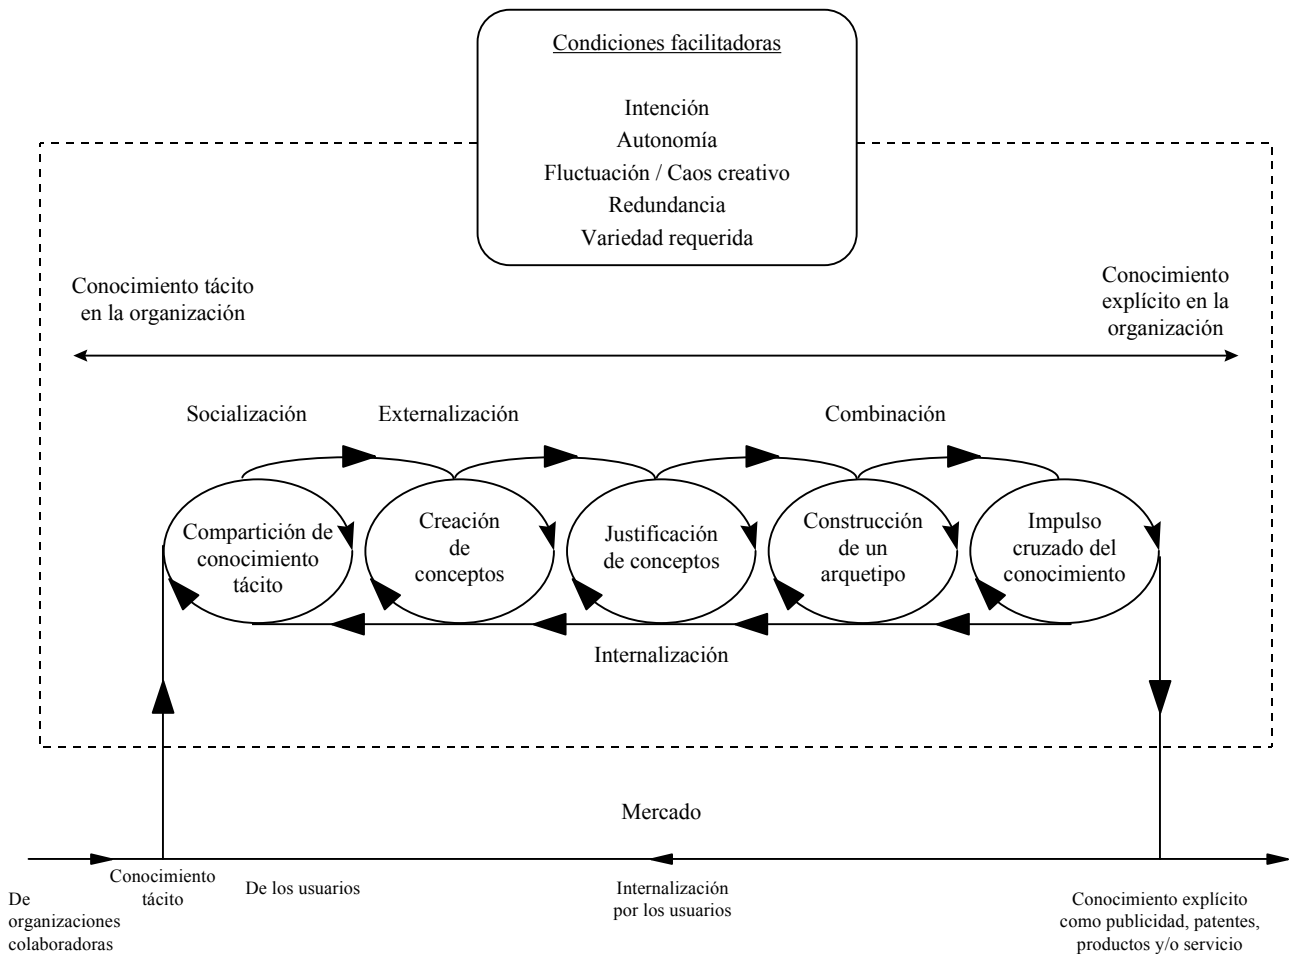 Condiciones facilitadoras
Intención
Autonomía
Fluctuación / Caos creativo
Redundancia
Variedad requerida
Conocimiento tácito
en la organización
Conocimiento
explícito en la
organización
Socialización
Externalización
Combinación
Compartición de
conocimiento
tácito
Creación
de
conceptos
Justificación
de conceptos
Construcción
de un
arquetipo
Impulso
cruzado del
conocimiento
Internalización
Mercado
De
organizaciones
colaboradoras
Conocimiento
tácito
De los usuarios
Internalización
por los usuarios
Conocimiento explícito
como publicidad, patentes,
productos y/o servicio